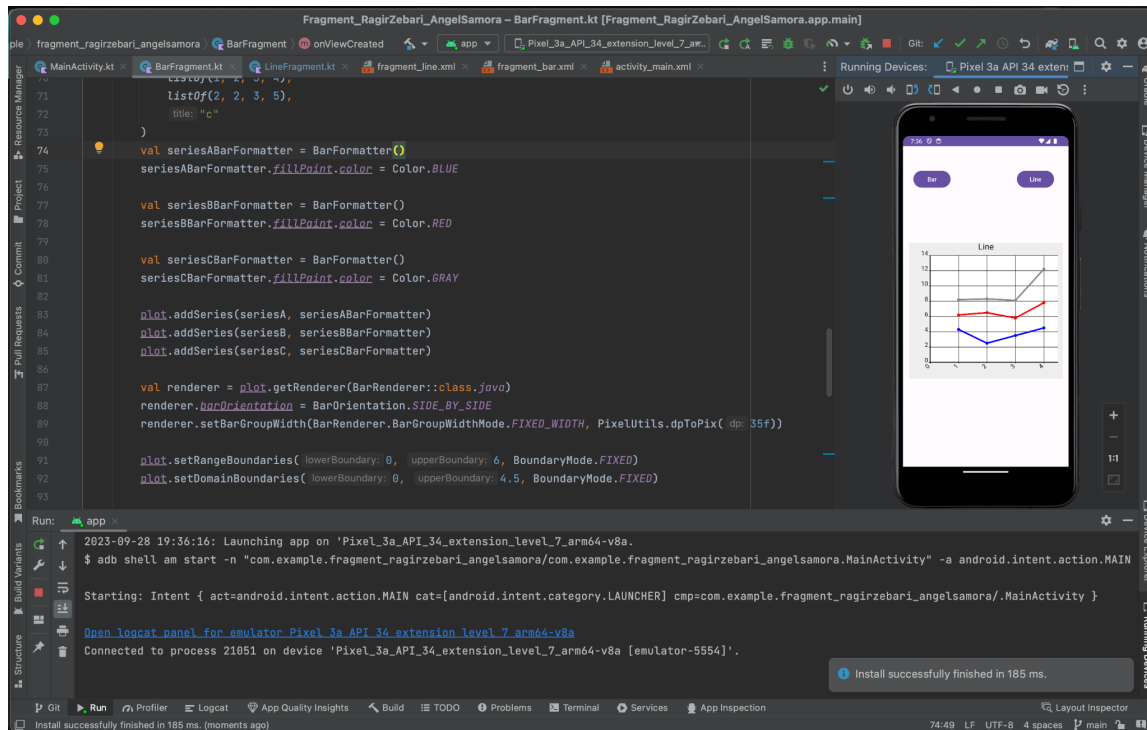 Fragment_RagirZebari_AngelSamora – BarFragment.kt [Fragment_RagirZebari_AngelSamora.app.main]
ple fragment_ragirzebari_angelsamora BarFragment onViewCreated app Pixel_3a_API_34_extension_level_7_ar.. Git:
MainActivity.kt BarFragment.kt LineFragment.kt fragment_line.xml fragment_bar.xml activity_main.xml Running Devices: Pixel 3a API 34 extens
Resource Manager
Project
Commit
Pull Requests
Bookmarks
Build Variants
Structure
70 listOf(1, 2, 3, 4),
71 listOf(2, 2, 3, 5),
72 title: "c"
73 )
74 val seriesABarFormatter = BarFormatter()
75 seriesABarFormatter.fillPaint.color = Color.BLUE
76
77 val seriesBBarFormatter = BarFormatter()
78 seriesBBarFormatter.fillPaint.color = Color.RED
79
80 val seriesCBarFormatter = BarFormatter()
81 seriesCBarFormatter.fillPaint.color = Color.GRAY
82
83 plot.addSeries(seriesA, seriesABarFormatter)
84 plot.addSeries(seriesB, seriesBBarFormatter)
85 plot.addSeries(seriesC, seriesCBarFormatter)
86
87 val renderer = plot.getRenderer(BarRenderer::class.java)
88 renderer.barOrientation = BarOrientation.SIDE_BY_SIDE
89 renderer.setBarGroupWidth(BarRenderer.BarGroupWidthMode.FIXED_WIDTH, PixelUtils.dpToPix( dp: 35f))
90
91 plot.setRangeBoundaries( lowerBoundary: 0, upperBoundary: 6, BoundaryMode.FIXED)
92 plot.setDomainBoundaries( lowerBoundary: 0, upperBoundary: 4.5, BoundaryMode.FIXED)
93
7:36
Bar Line
Line
14
12
10
8
6
4
2
0
0 1 2 3 4
1:1
Run: app
2023-09-28 19:36:16: Launching app on 'Pixel_3a_API_34_extension_level_7_arm64-v8a.
$ adb shell am start -n "com.example.fragment_ragirzebari_angelsamora/com.example.fragment_ragirzebari_angelsamora.MainActivity" -a android.intent.action.MAIN
Starting: Intent { act=android.intent.action.MAIN cat=[android.intent.category.LAUNCHER] cmp=com.example.fragment_ragirzebari_angelsamora/.MainActivity }
Open logcat panel for emulator Pixel 3a API 34 extension level 7 arm64-v8a
Connected to process 21051 on device 'Pixel_3a_API_34_extension_level_7_arm64-v8a [emulator-5554]'.
Install successfully finished in 185 ms.
Git Run Profiler Logcat App Quality Insights Build TODO Problems Terminal Services App Inspection Layout Inspector
Install successfully finished in 185 ms. (moments ago) 74:49 LF UTF-8 4 spaces main